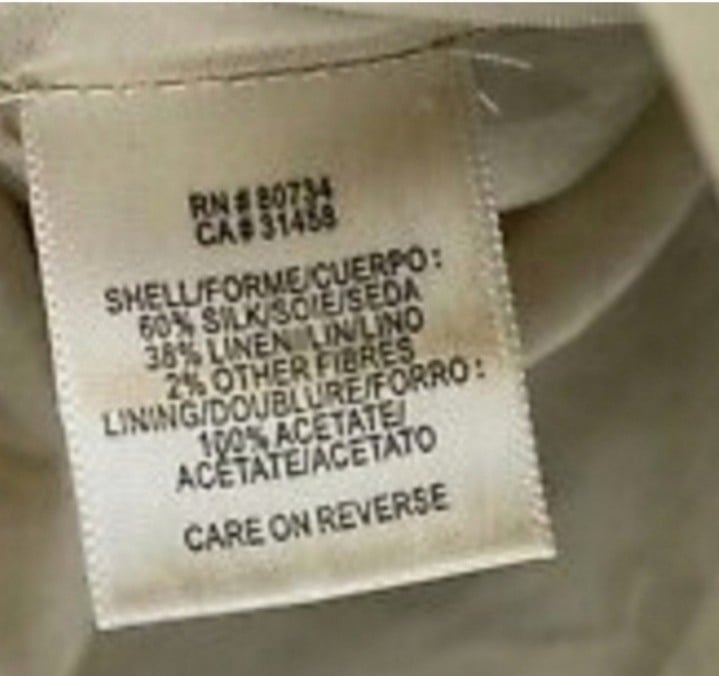 RN # 80734
CA # 31458
SHELL/FORME/CUERPO :
60% SILK/SOIE/SEDA
38% LINEN/LIN/LINO
2% OTHER FIBRES
LINING/DOUBLURE/FORRO :
100% ACETATE/
ACÉTATE/ACETATO
CARE ON REVERSE